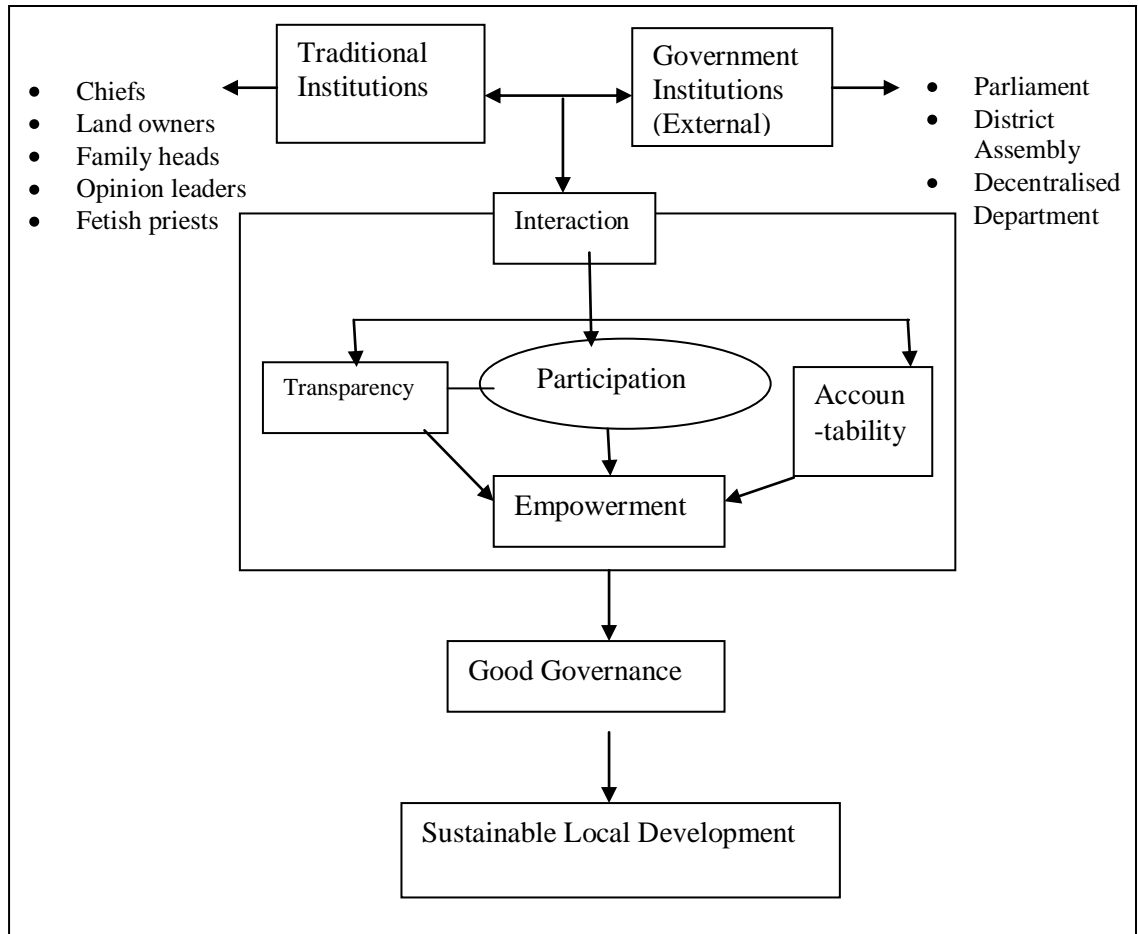 Traditional
Institutions
Government
Institutions
(External)
• Chiefs
• Land owners
• Family heads
• Opinion leaders
• Fetish priests
• Parliament
• District
Assembly
• Decentralised
Department
Interaction
Transparency
Participation
Accoun
-tability
Empowerment
Good Governance
Sustainable Local Development